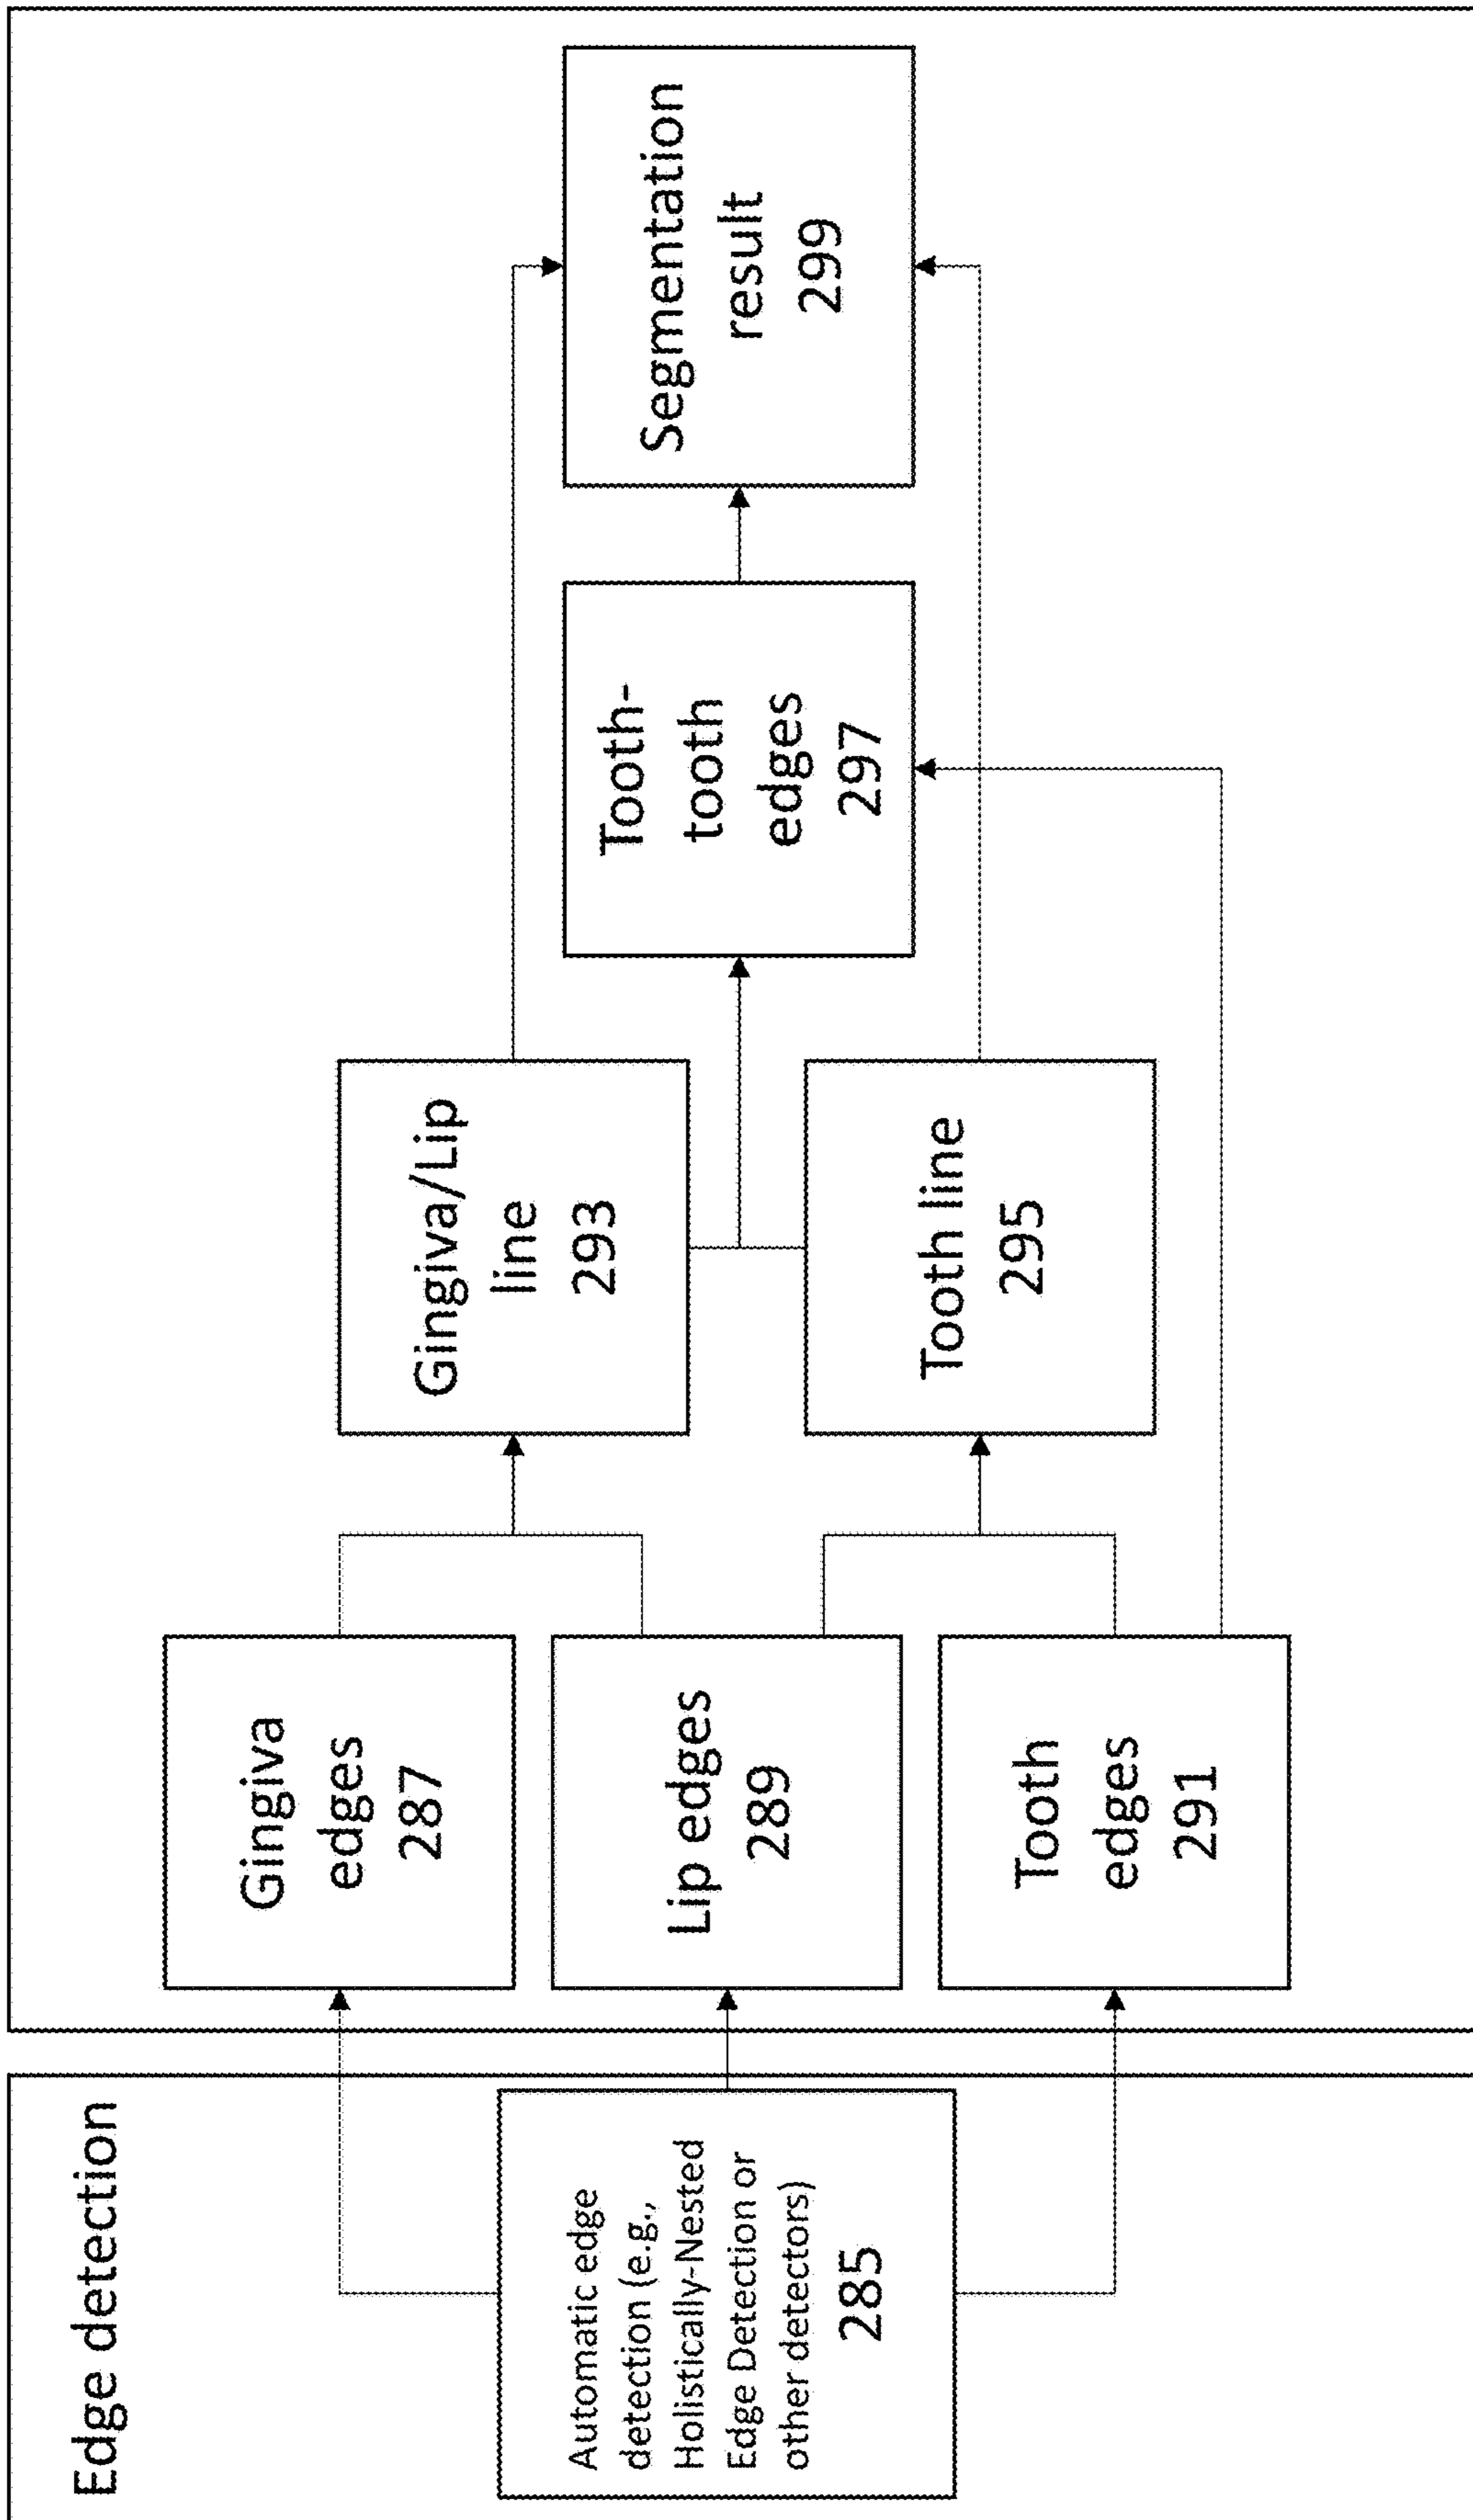 Edge detection
Automatic edge
detection (e.g.,
Holistically-Nested
Edge Detection or
other detectors)
285
Gingiva
edges
287
Lip edges
289
Tooth
edges
291
Gingiva/Lip
line
293
Tooth line
295
Tooth-
tooth
edges
297
Segmentation
result
299